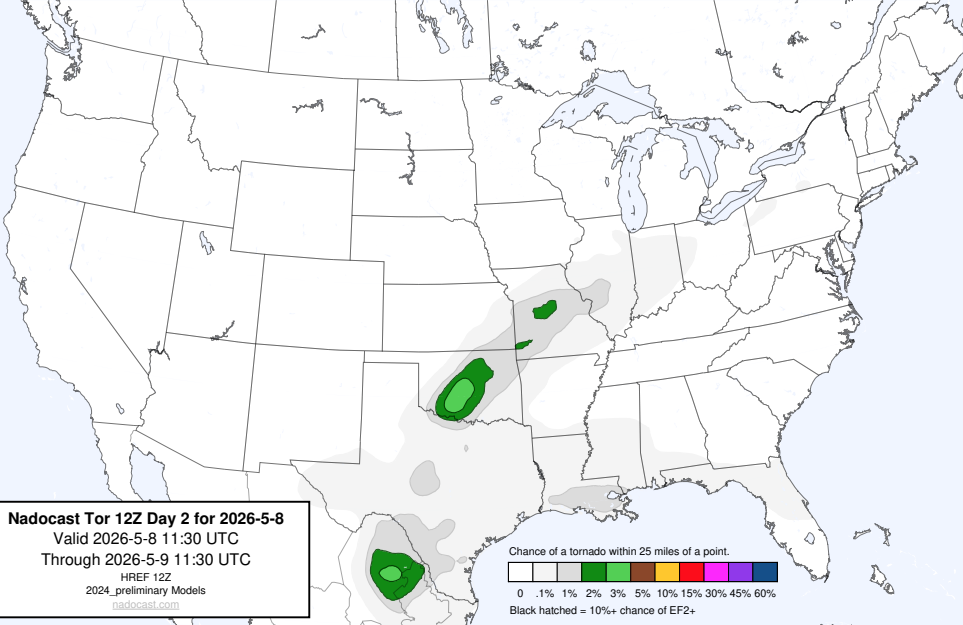 Nadocast Tor 12Z Day 2 for 2026-5-8
Valid 2026-5-8 11:30 UTC
Through 2026-5-9 11:30 UTC
HREF 12Z
2024_preliminary Models
nadocast.com
Chance of a tornado within 25 miles of a point.
0 .1% 1% 2% 3% 5% 10% 15% 30% 45% 60%
Black hatched = 10%+ chance of EF2+